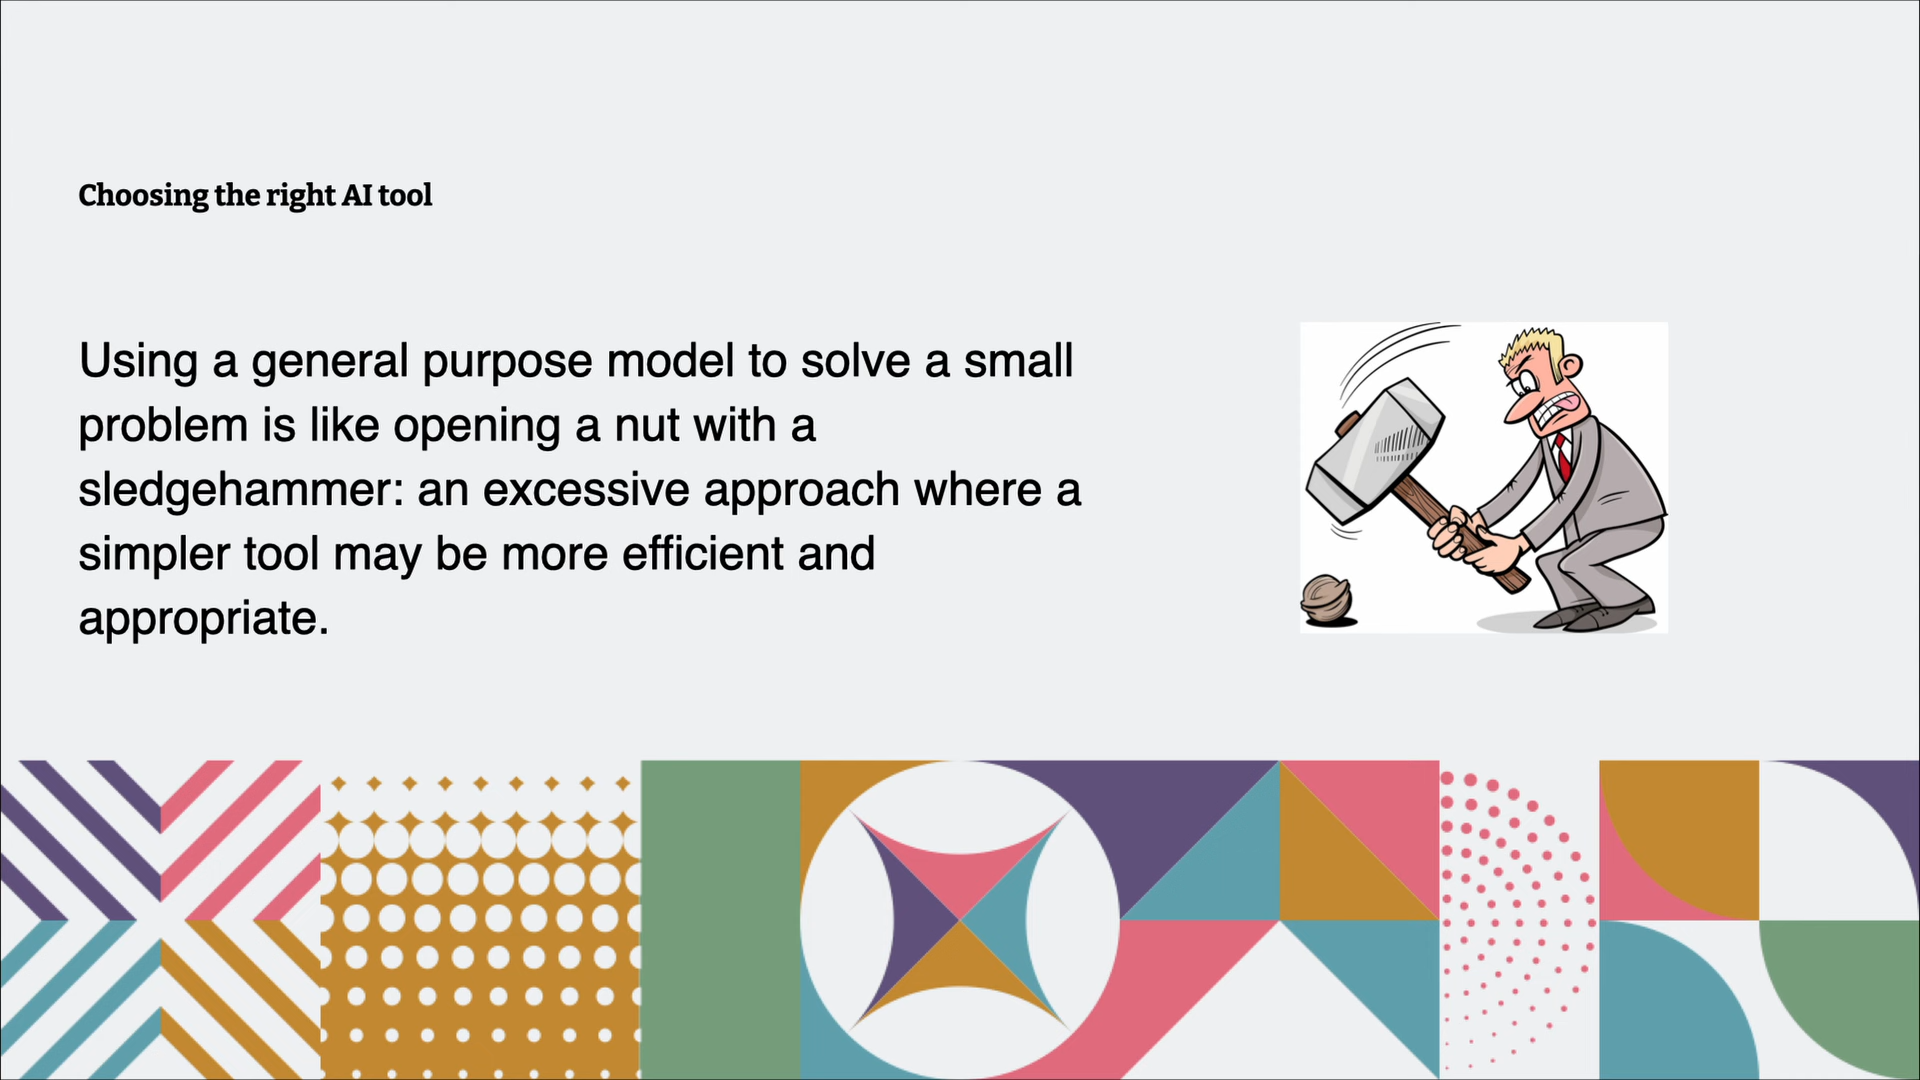 Choosing the right AI tool
Using a general purpose model to solve a small
problem is like opening a nut with a
sledgehammer: an excessive approach where a
simpler tool may be more efficient and
appropriate.